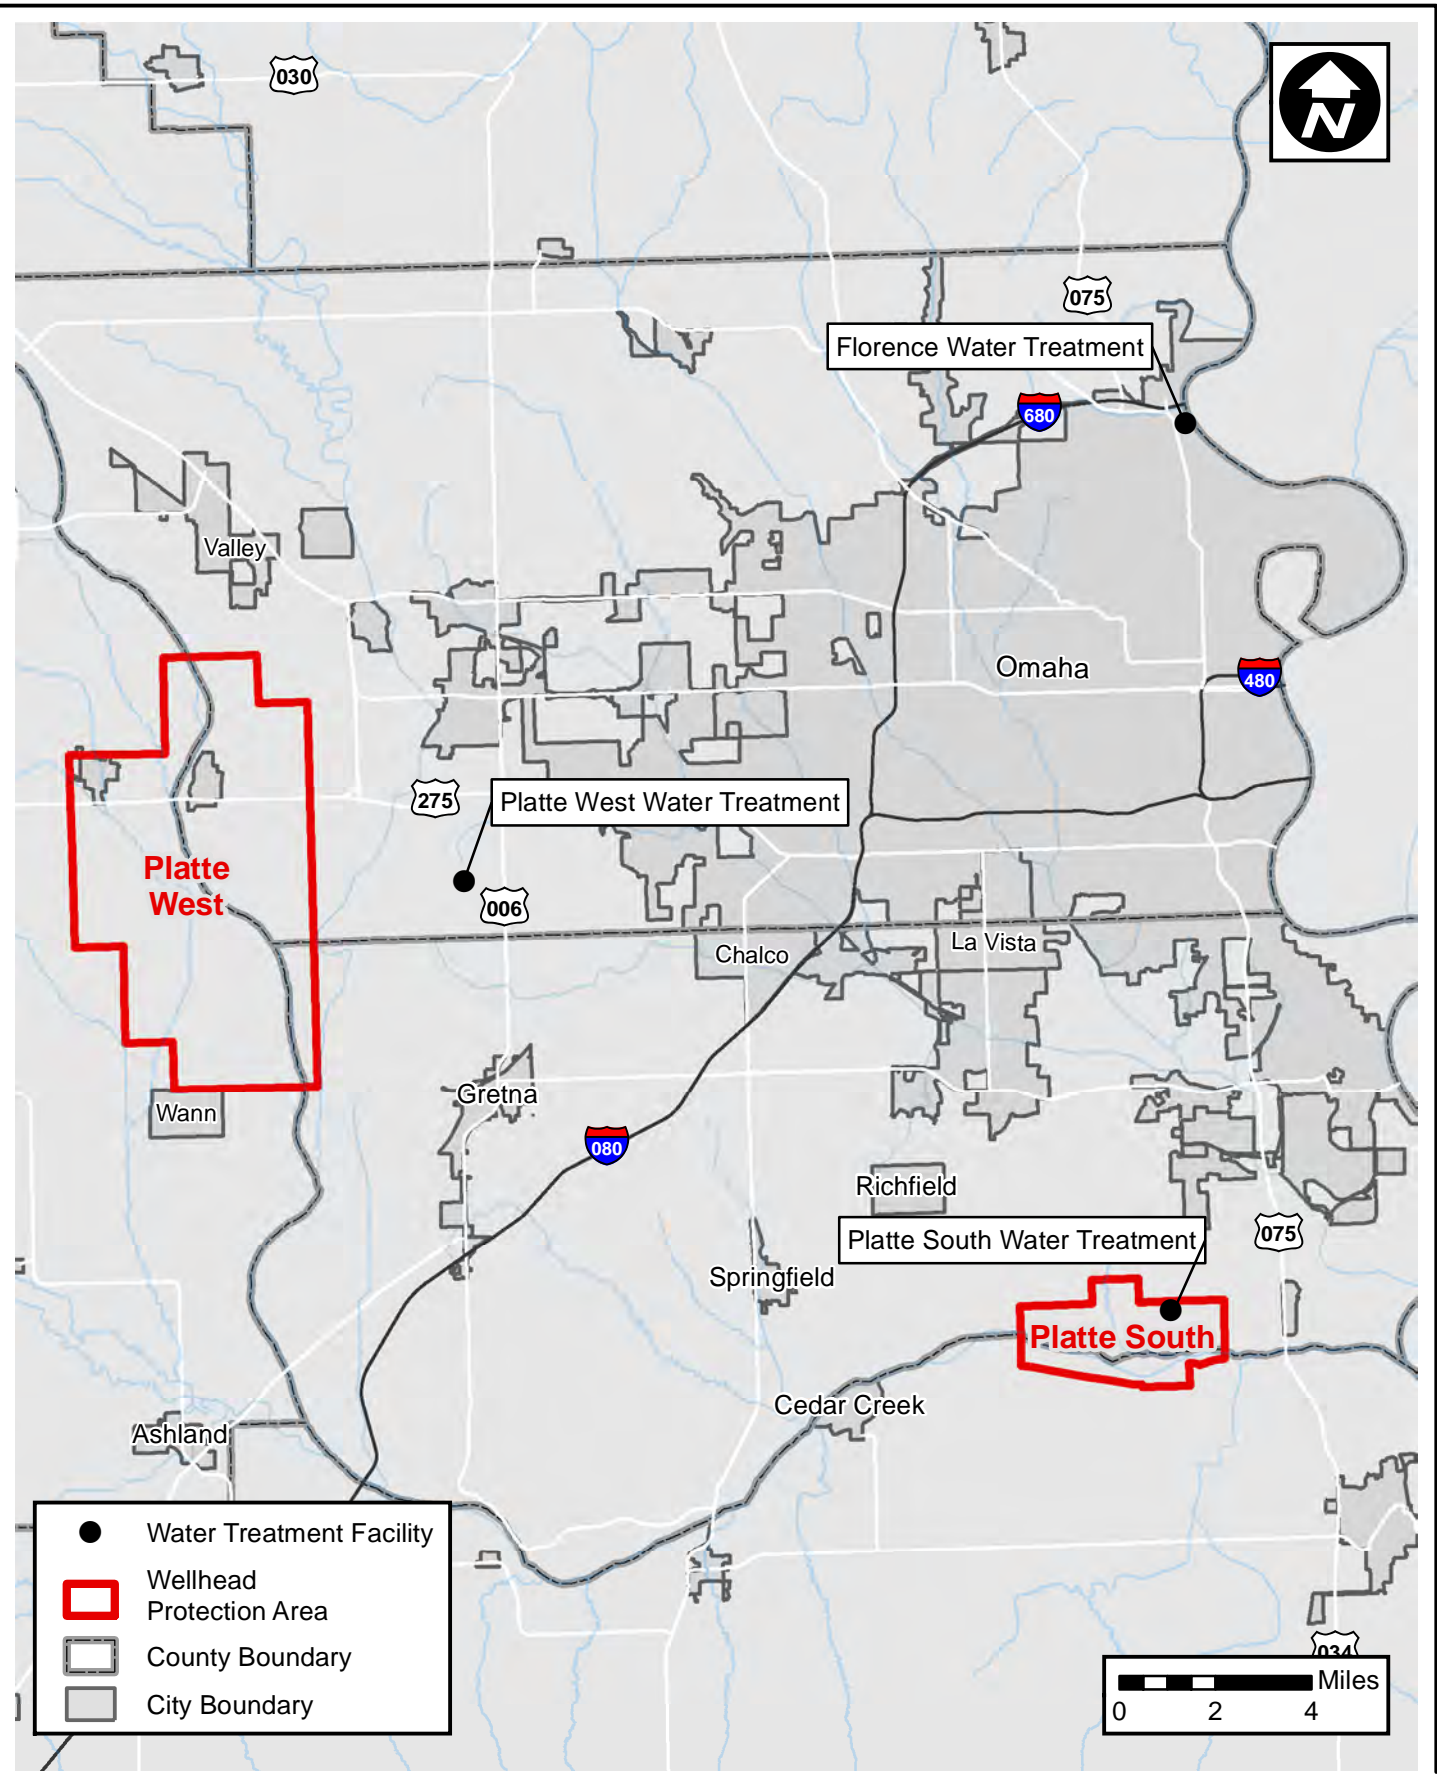 030
N
075
Florence Water Treatment
680
Valley
Omaha
480
275
Platte West Water Treatment
Platte
West
006
Chalco
La Vista
Gretna
Wann
080
Richfield
075
Platte South Water Treatment
Springfield
Platte South
Cedar Creek
Ashland
Water Treatment Facility
Wellhead
Protection Area
County Boundary
City Boundary
034
Miles
0 2 4